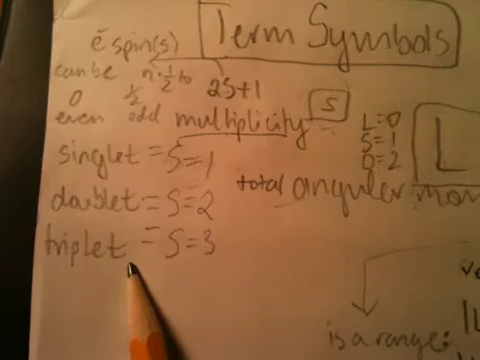 Term Symbols
ē spin(s)
can be n·½ to 2S+1
0 ½
even odd multiplicity
S
singlet = S=1
doublet = S=2
triplet = S=3
L=0
S=1
D=2
L
total angular mom
is a range: